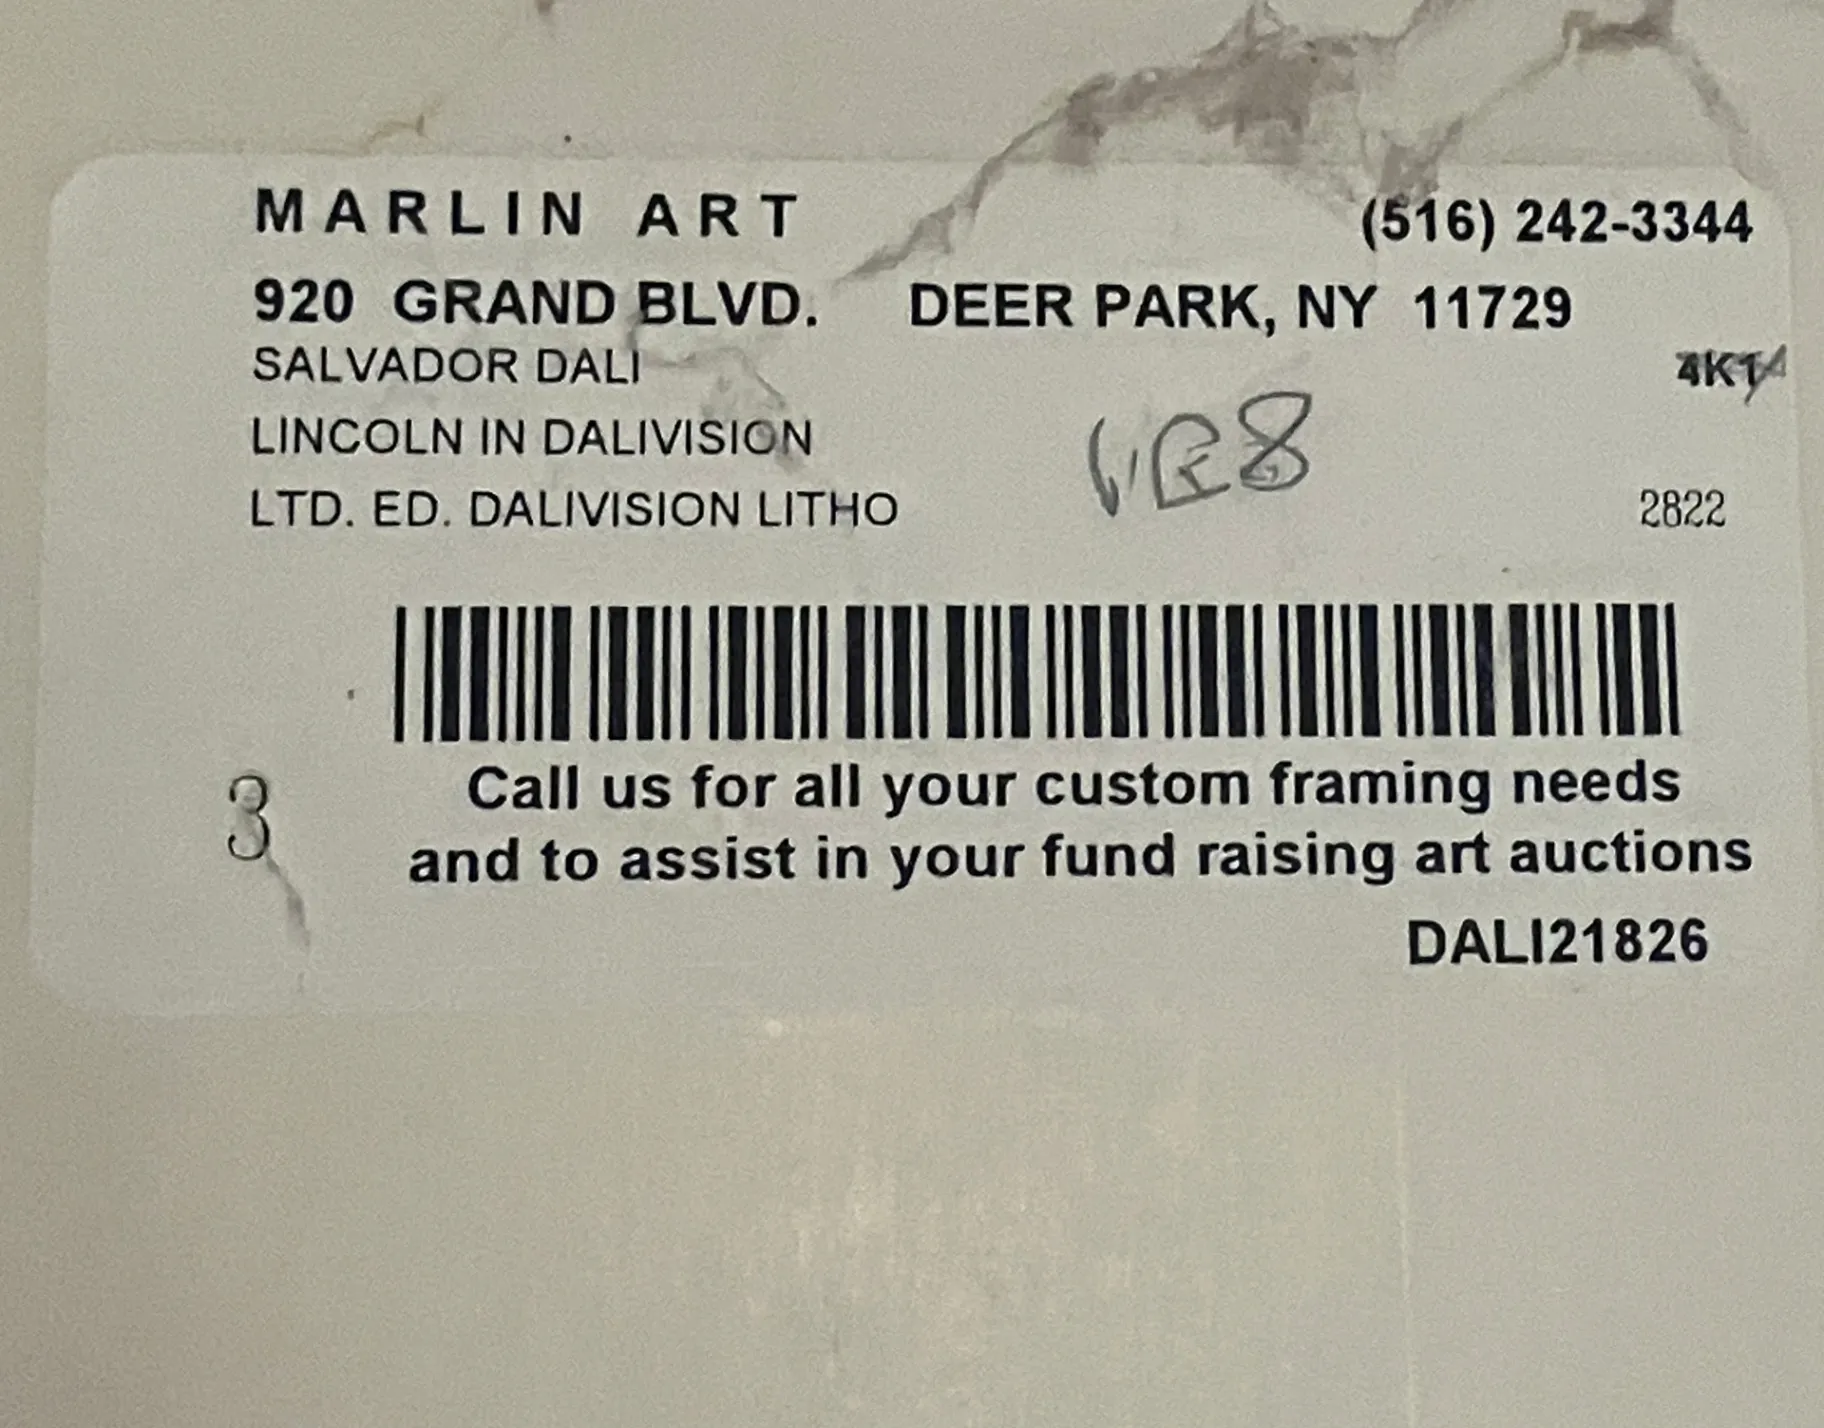 MARLIN ART (516) 242-3344
920 GRAND BLVD. DEER PARK, NY 11729
SALVADOR DALI
LINCOLN IN DALIVISION
LTD. ED. DALIVISION LITHO 2822
3
Call us for all your custom framing needs
and to assist in your fund raising art auctions
DALI21826